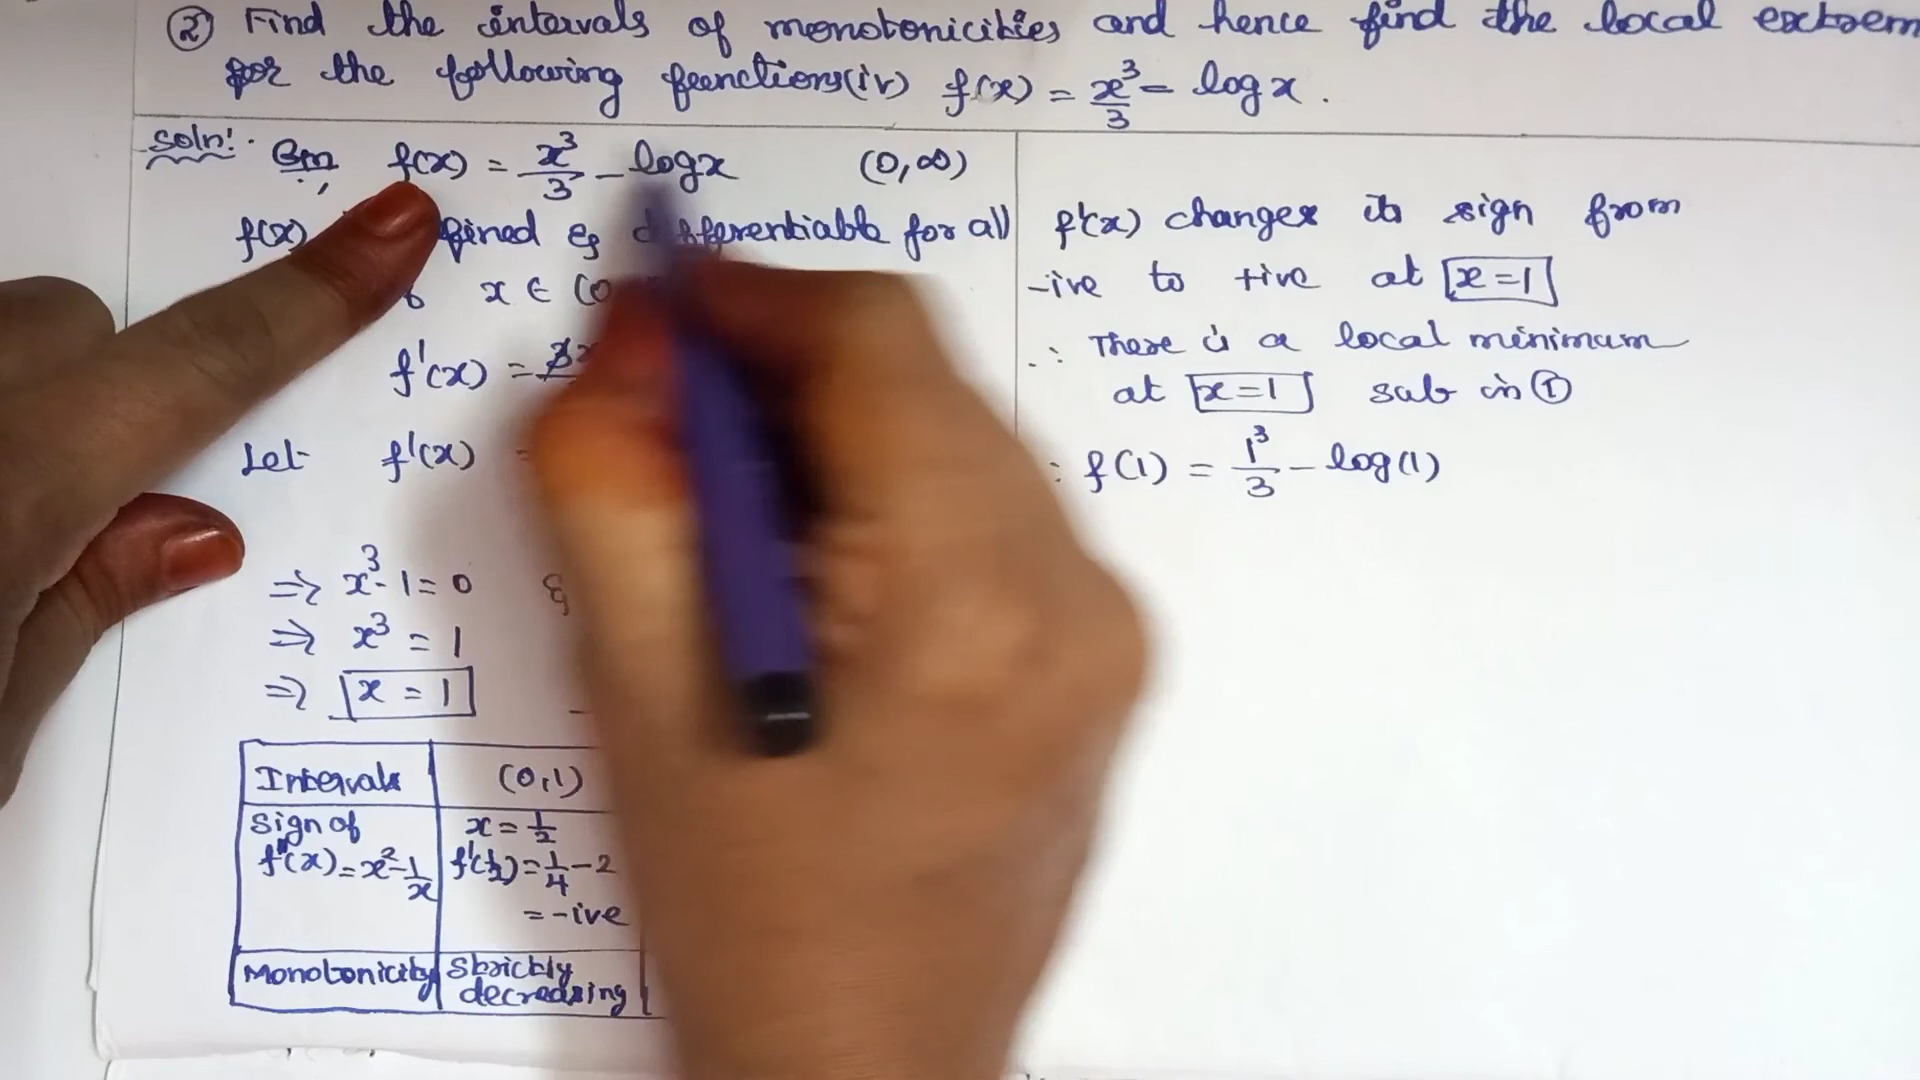 ② Find the intervals of monotonicities and hence find the local extrem
for the following functions(iv) f(x) = x³/3 - log x.
Soln:. Gn., f(x) = x³/3 - log x (0,∞)
f(x) fined & differentiable for all
x ∈ (0
f'(x) = 3x
Let f'(x) =
⇒ x³-1=0 &
⇒ x³ = 1
⇒ x = 1
Intervals (0,1)
Sign of x = 1/2
f'(x)=x²-1/x f'(1/2)=1/4-2
= -ive
Monotonicity Strictly
decreasing
f'(x) changes its sign from
-ive to +ive at x=1
∴ There is a local minimum
at x=1 sub in ①
: f(1) = 1³/3 - log(1)